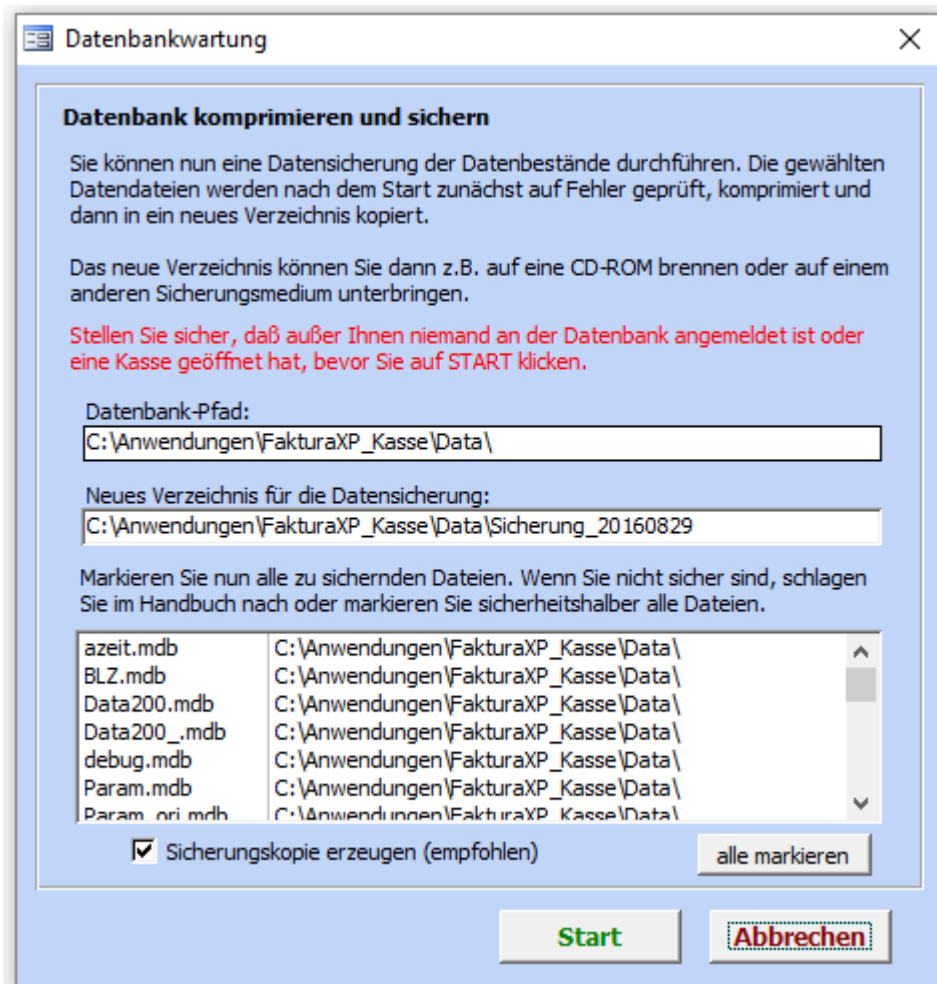 Datenbankwartung
Datenbank komprimieren und sichern
Sie können nun eine Datensicherung der Datenbestände durchführen. Die gewählten
Datendateien werden nach dem Start zunächst auf Fehler geprüft, komprimiert und
dann in ein neues Verzeichnis kopiert.
Das neue Verzeichnis können Sie dann z.B. auf eine CD-ROM brennen oder auf einem
anderen Sicherungsmedium unterbringen.
Stellen Sie sicher, daß außer Ihnen niemand an der Datenbank angemeldet ist oder
eine Kasse geöffnet hat, bevor Sie auf START klicken.
Datenbank-Pfad:
C:\Anwendungen\FakturaXP_Kasse\Data\
Neues Verzeichnis für die Datensicherung:
C:\Anwendungen\FakturaXP_Kasse\Data\Sicherung_20160829
Markieren Sie nun alle zu sichernden Dateien. Wenn Sie nicht sicher sind, schlagen
Sie im Handbuch nach oder markieren Sie sicherheitshalber alle Dateien.
azeit.mdb C:\Anwendungen\FakturaXP_Kasse\Data\
BLZ.mdb C:\Anwendungen\FakturaXP_Kasse\Data\
Data200.mdb C:\Anwendungen\FakturaXP_Kasse\Data\
Data200_.mdb C:\Anwendungen\FakturaXP_Kasse\Data\
debug.mdb C:\Anwendungen\FakturaXP_Kasse\Data\
Param.mdb C:\Anwendungen\FakturaXP_Kasse\Data\
Param_ori.mdb C:\Anwendungen\FakturaXP_Kasse\Data\
Sicherungskopie erzeugen (empfohlen)
alle markieren
Start
Abbrechen